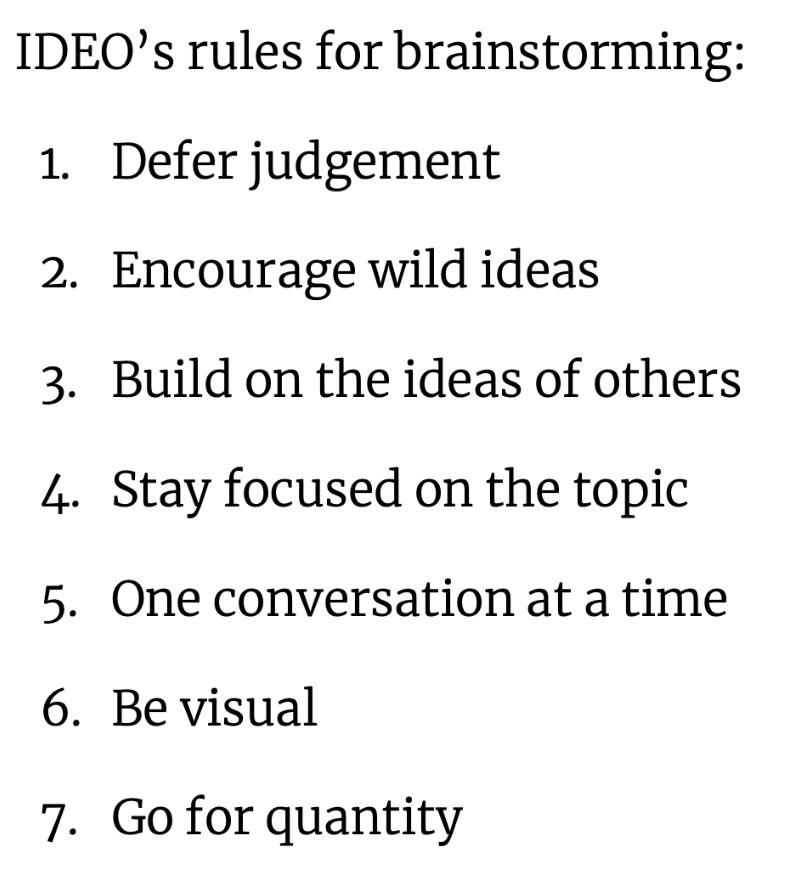 IDEO’s rules for brainstorming:
1. Defer judgement
2. Encourage wild ideas
3. Build on the ideas of others
4. Stay focused on the topic
5. One conversation at a time
6. Be visual
7. Go for quantity